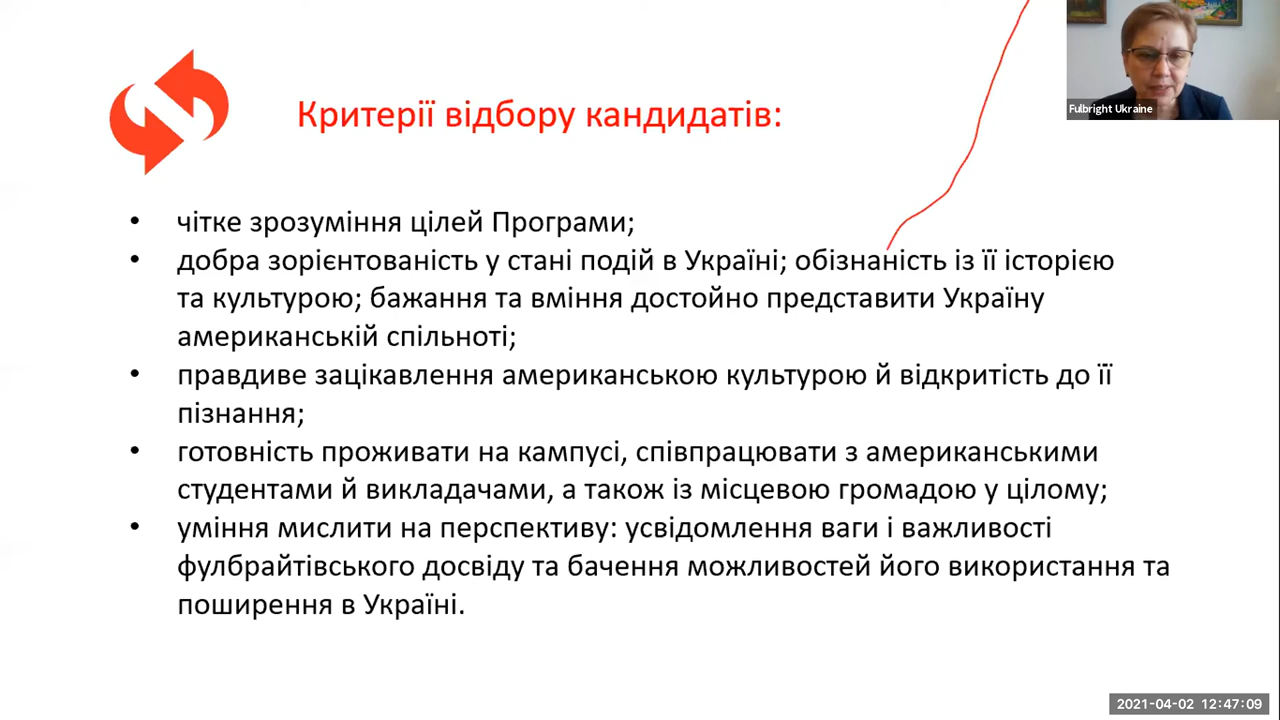 Критерії відбору кандидатів:
Fulbright Ukraine
• чітке зрозуміння цілей Програми;
• добра зорієнтованість у стані подій в Україні; обізнаність із її історією
та культурою; бажання та вміння достойно представити Україну
американській спільноті;
• правдиве зацікавлення американською культурою й відкритість до її
пізнання;
• готовність проживати на кампусі, співпрацювати з американськими
студентами й викладачами, а також із місцевою громадою у цілому;
• уміння мислити на перспективу: усвідомлення ваги і важливості
фулбрайтівського досвіду та бачення можливостей його використання та
поширення в Україні.
2021-04-02 12:47:09